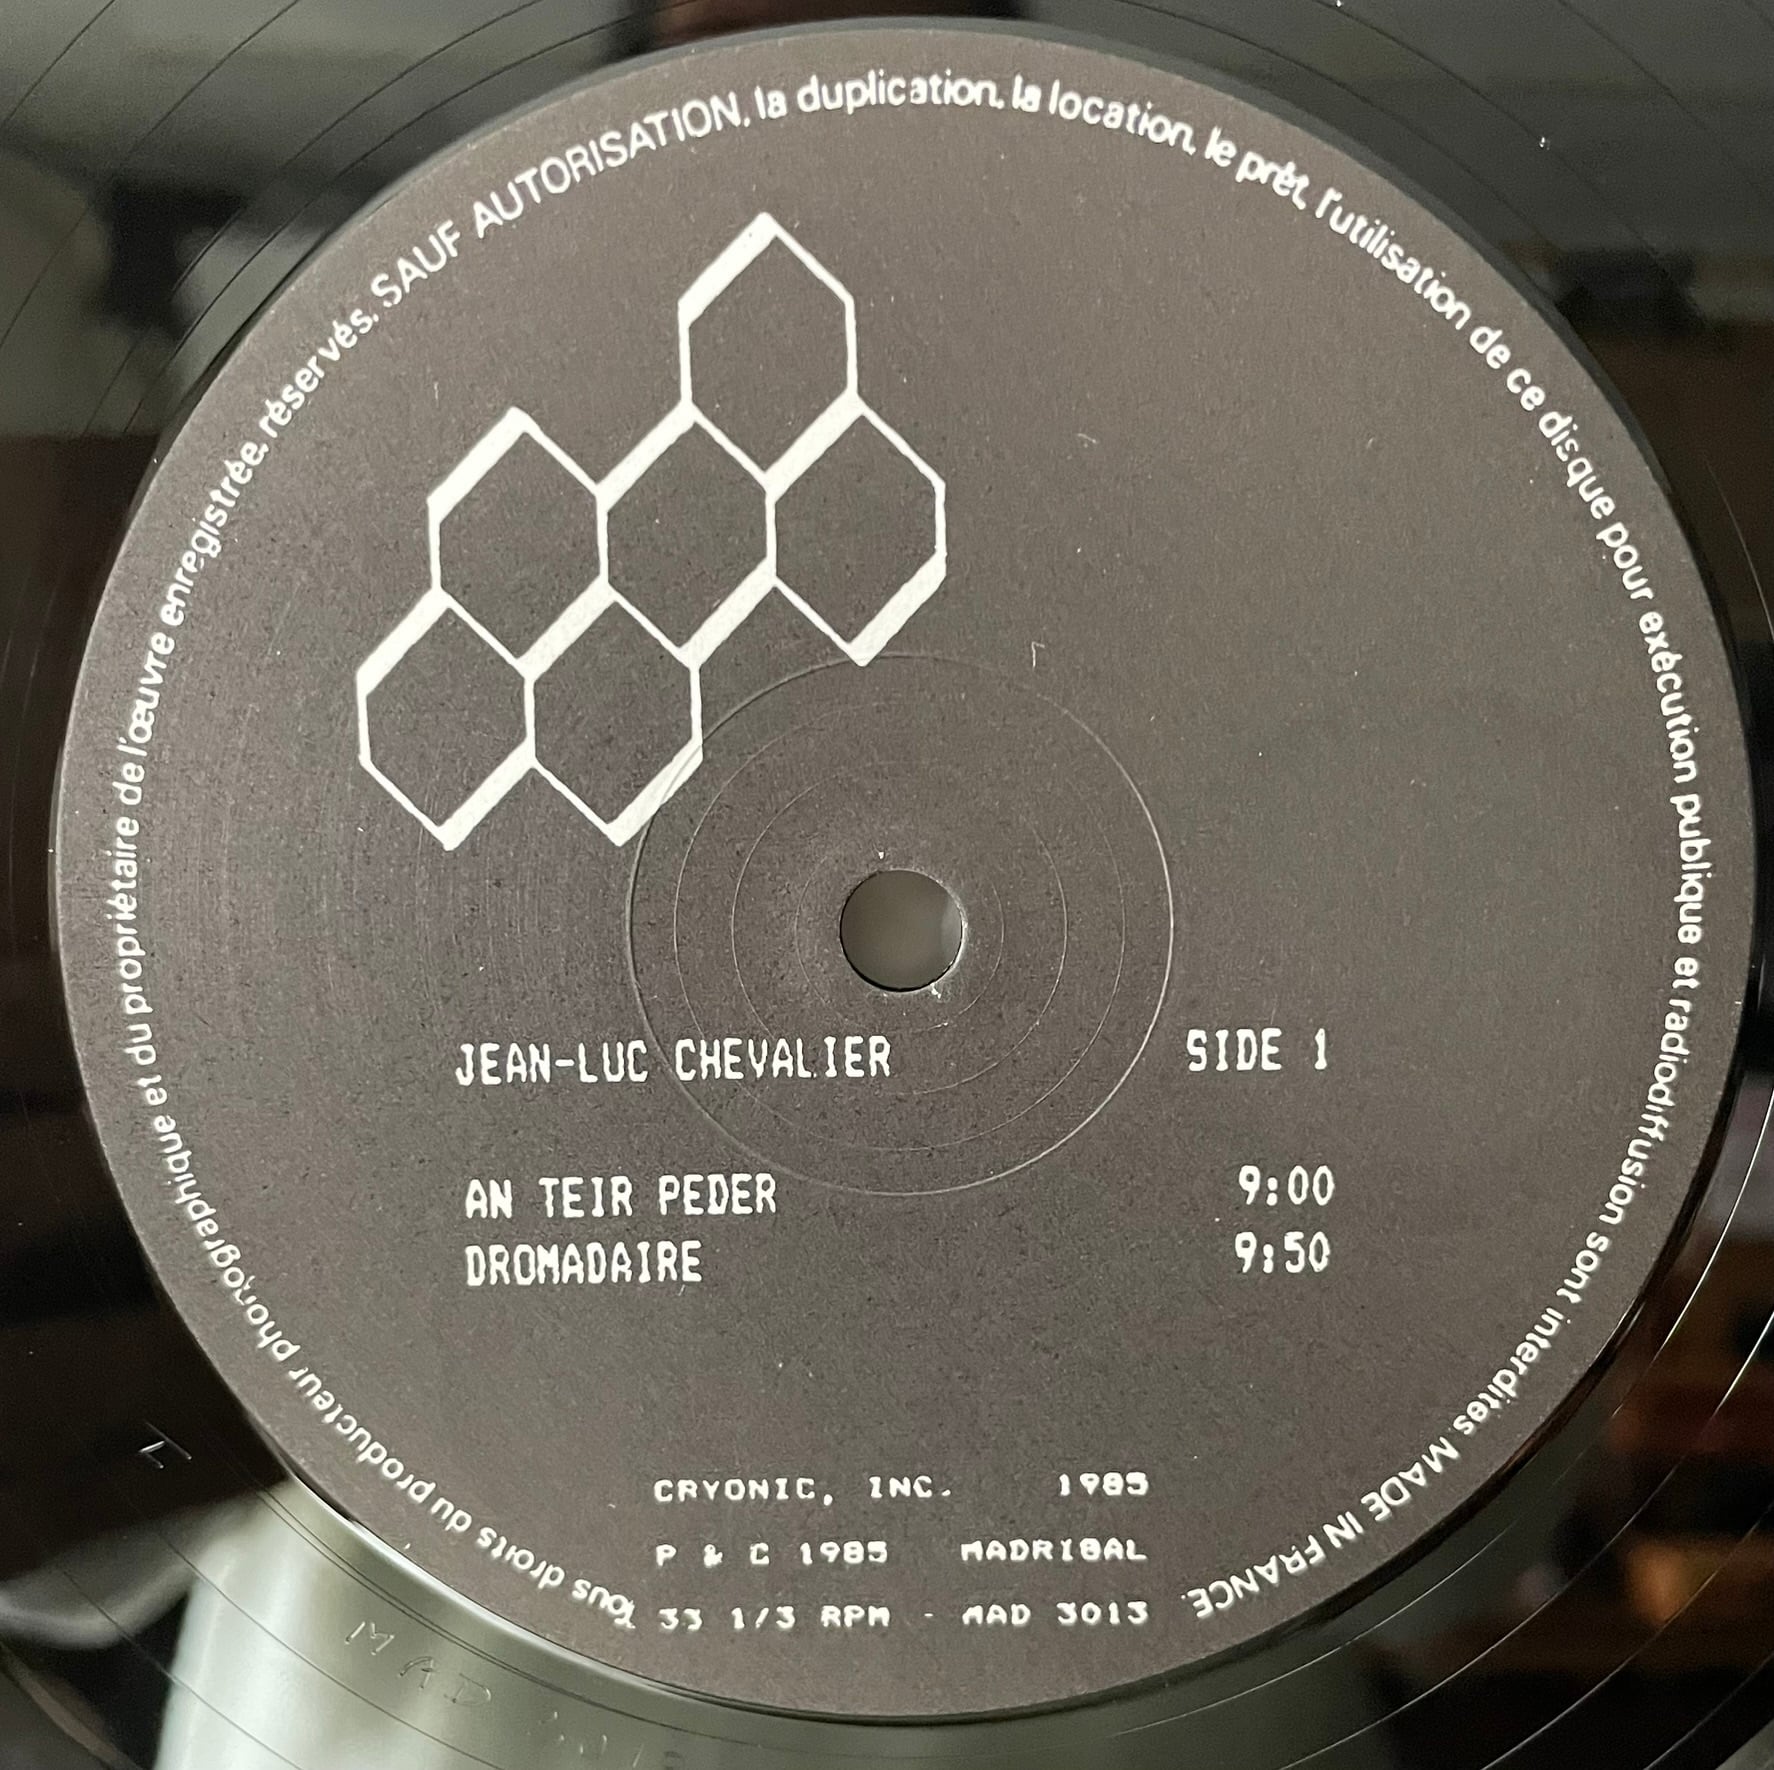 Tous droits du producteur phonographique et du propriétaire de l'œuvre enregistrée, réservés. SAUF AUTORISATION, la duplication, la location, le prêt, l'utilisation de ce disque pour exécution publique et radiodiffusion sont interdites. MADE IN FRANCE.
JEAN-LUC CHEVALIER SIDE 1
AN TEIR PEDER 9:00
DROMADAIRE 9:50
CRYONIC, INC. 1985
P & C 1985 MADRIGAL
33 1/3 RPM - MAD 3013
MAD